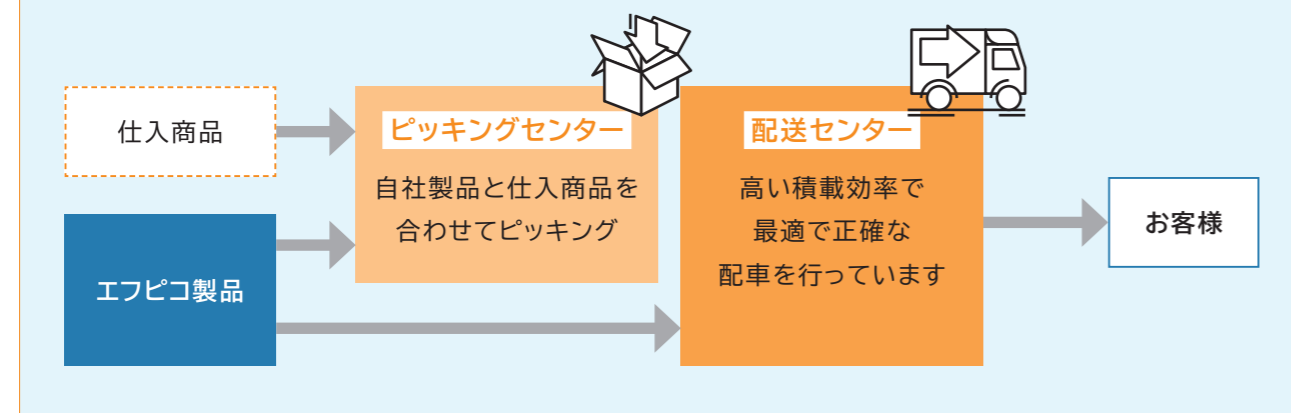 仕入商品
エフピコ製品
ピッキングセンター
自社製品と仕入商品を
合わせてピッキング
配送センター
高い積載効率で
最適で正確な
配車を行っています
お客様